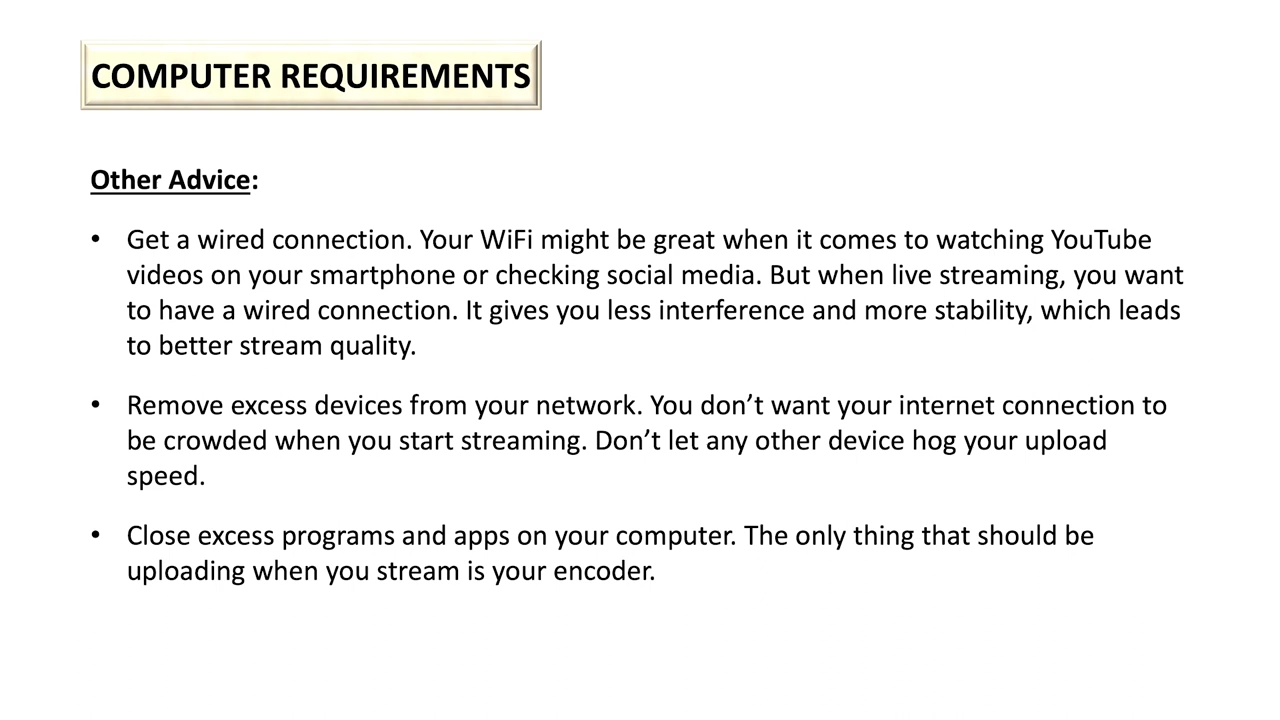 COMPUTER REQUIREMENTS
Other Advice:
• Get a wired connection. Your WiFi might be great when it comes to watching YouTube
videos on your smartphone or checking social media. But when live streaming, you want
to have a wired connection. It gives you less interference and more stability, which leads
to better stream quality.
• Remove excess devices from your network. You don’t want your internet connection to
be crowded when you start streaming. Don’t let any other device hog your upload
speed.
• Close excess programs and apps on your computer. The only thing that should be
uploading when you stream is your encoder.